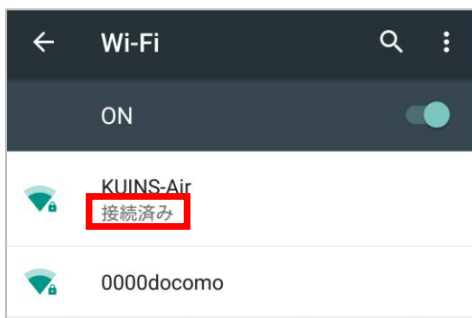 Wi-Fi
ON
KUINS-Air
接続済み
0000docomo